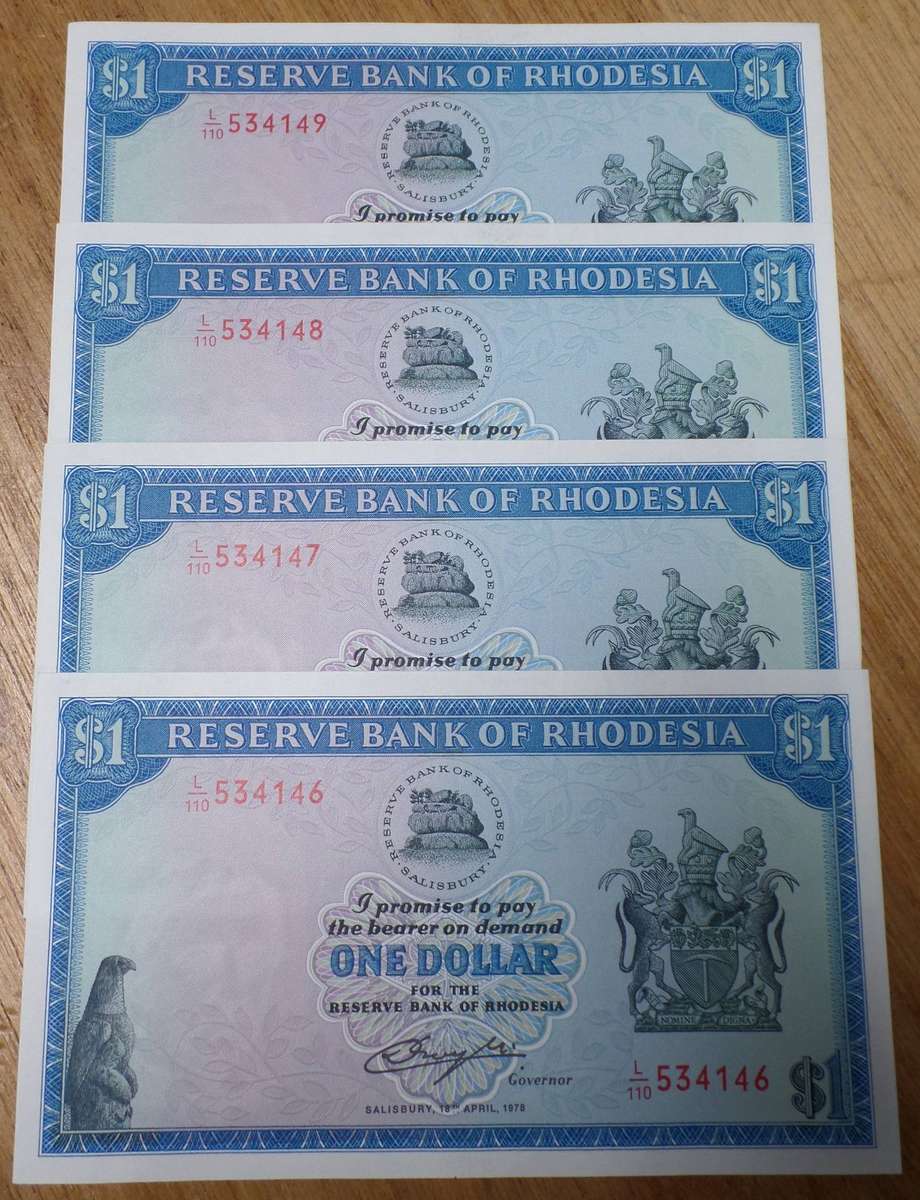 $1 RESERVE BANK OF RHODESIA $1
L/110 534149
RESERVE BANK OF RHODESIA
· SALISBURY ·
I promise to pay
$1 RESERVE BANK OF RHODESIA $1
L/110 534148
RESERVE BANK OF RHODESIA
· SALISBURY ·
I promise to pay
$1 RESERVE BANK OF RHODESIA $1
L/110 534147
RESERVE BANK OF RHODESIA
· SALISBURY ·
I promise to pay
$1 RESERVE BANK OF RHODESIA $1
L/110 534146
RESERVE BANK OF RHODESIA
· SALISBURY ·
I promise to pay
the bearer on demand
ONE DOLLAR
FOR THE
RESERVE BANK OF RHODESIA
NOMINE DIGNA
Governor
L/110 534146 $1
SALISBURY, 18TH APRIL, 1978